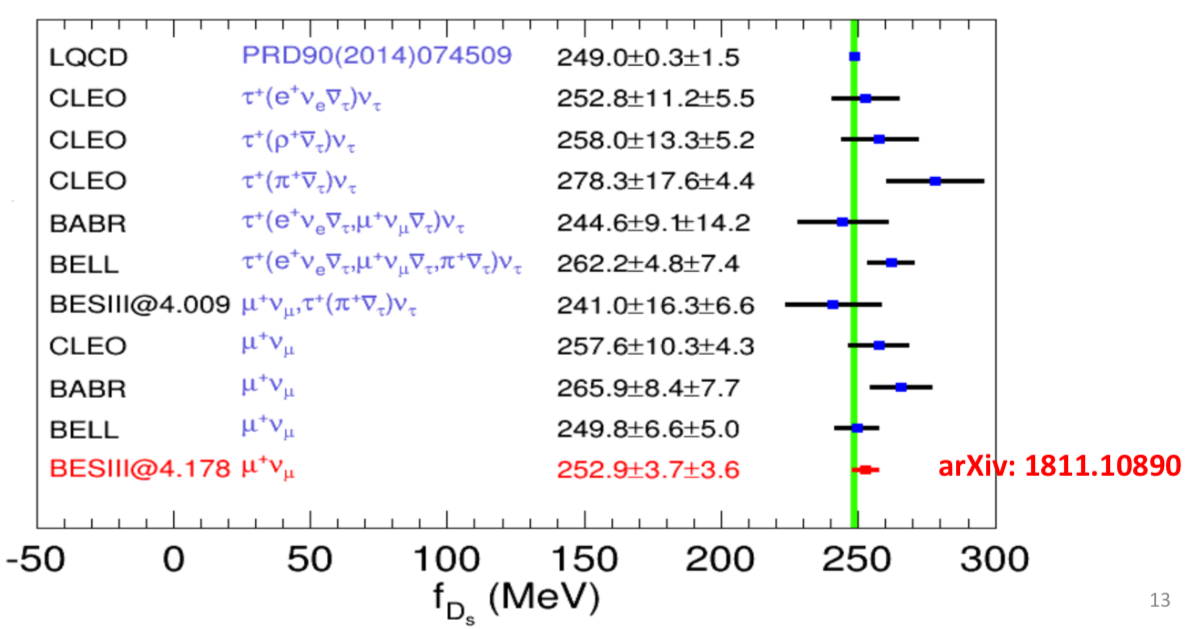 LQCD PRD90(2014)074509 249.0±0.3±1.5
CLEO τ⁺(e⁺νₑν̅_τ)ν_τ 252.8±11.2±5.5
CLEO τ⁺(ρ⁺ν̅_τ)ν_τ 258.0±13.3±5.2
CLEO τ⁺(π⁺ν̅_τ)ν_τ 278.3±17.6±4.4
BABR τ⁺(e⁺νₑν̅_τ,μ⁺ν_μν̅_τ)ν_τ 244.6±9.1±14.2
BELL τ⁺(e⁺νₑν̅_τ,μ⁺ν_μν̅_τ,π⁺ν̅_τ)ν_τ 262.2±4.8±7.4
BESIII@4.009 μ⁺ν_μ,τ⁺(π⁺ν̅_τ)ν_τ 241.0±16.3±6.6
CLEO μ⁺ν_μ 257.6±10.3±4.3
BABR μ⁺ν_μ 265.9±8.4±7.7
BELL μ⁺ν_μ 249.8±6.6±5.0
BESIII@4.178 μ⁺ν_μ 252.9±3.7±3.6 arXiv: 1811.10890
-50 0 50 100 150 200 250 300
f_D_s (MeV)
13